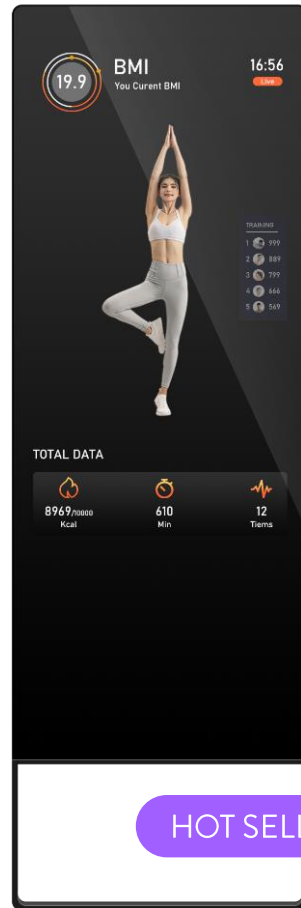 19.9
BMI
You Curent BMI
16:56
Live
TRAINING
1 999
2 889
3 799
4 666
5 569
TOTAL DATA
8969/10000
Kcal
610
Min
12
Tiems
HOT SELL